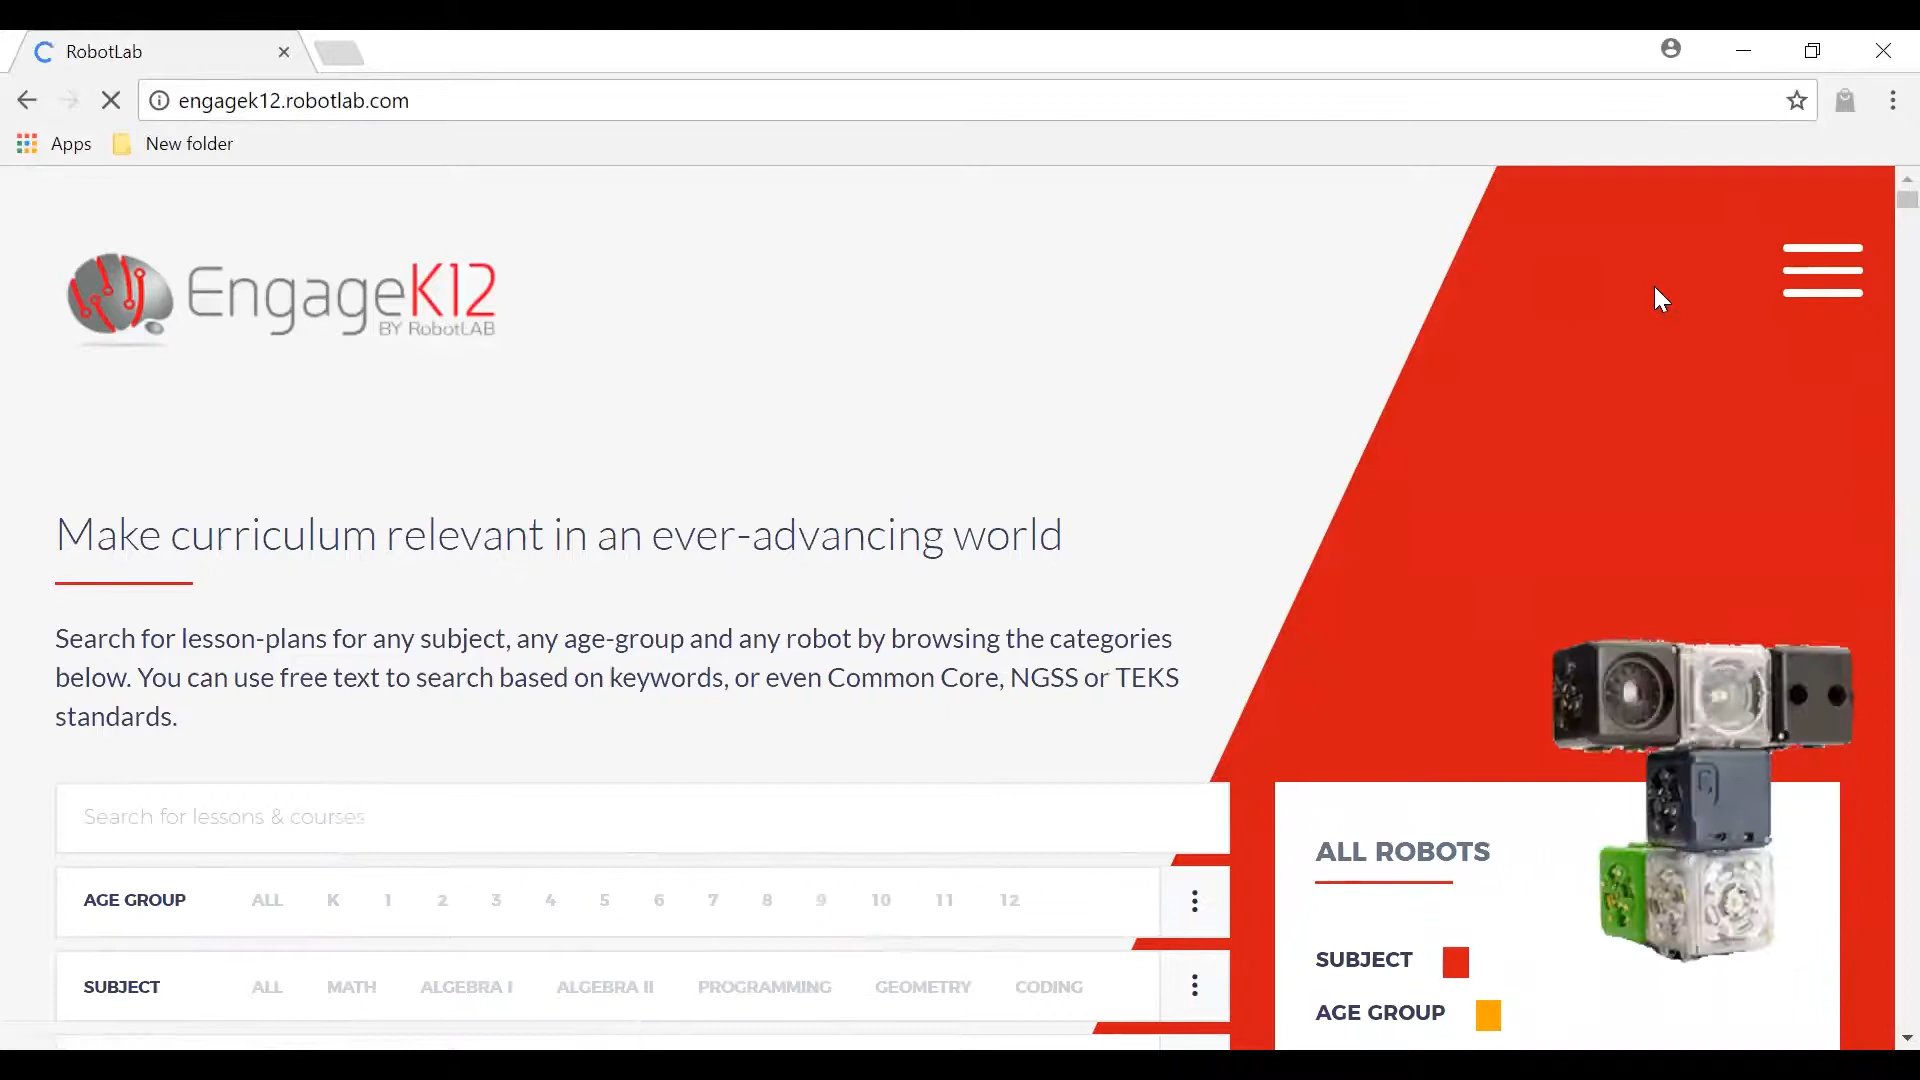 RobotLab
engagek12.robotlab.com
Apps New folder
EngageK12
BY RobotLAB
Make curriculum relevant in an ever-advancing world
Search for lesson-plans for any subject, any age-group and any robot by browsing the categories
below. You can use free text to search based on keywords, or even Common Core, NGSS or TEKS
standards.
Search for lessons & courses
AGE GROUP ALL K 1 2 3 4 5 6 7 8 9 10 11 12
SUBJECT ALL MATH ALGEBRA I ALGEBRA II PROGRAMMING GEOMETRY CODING
ALL ROBOTS
SUBJECT
AGE GROUP